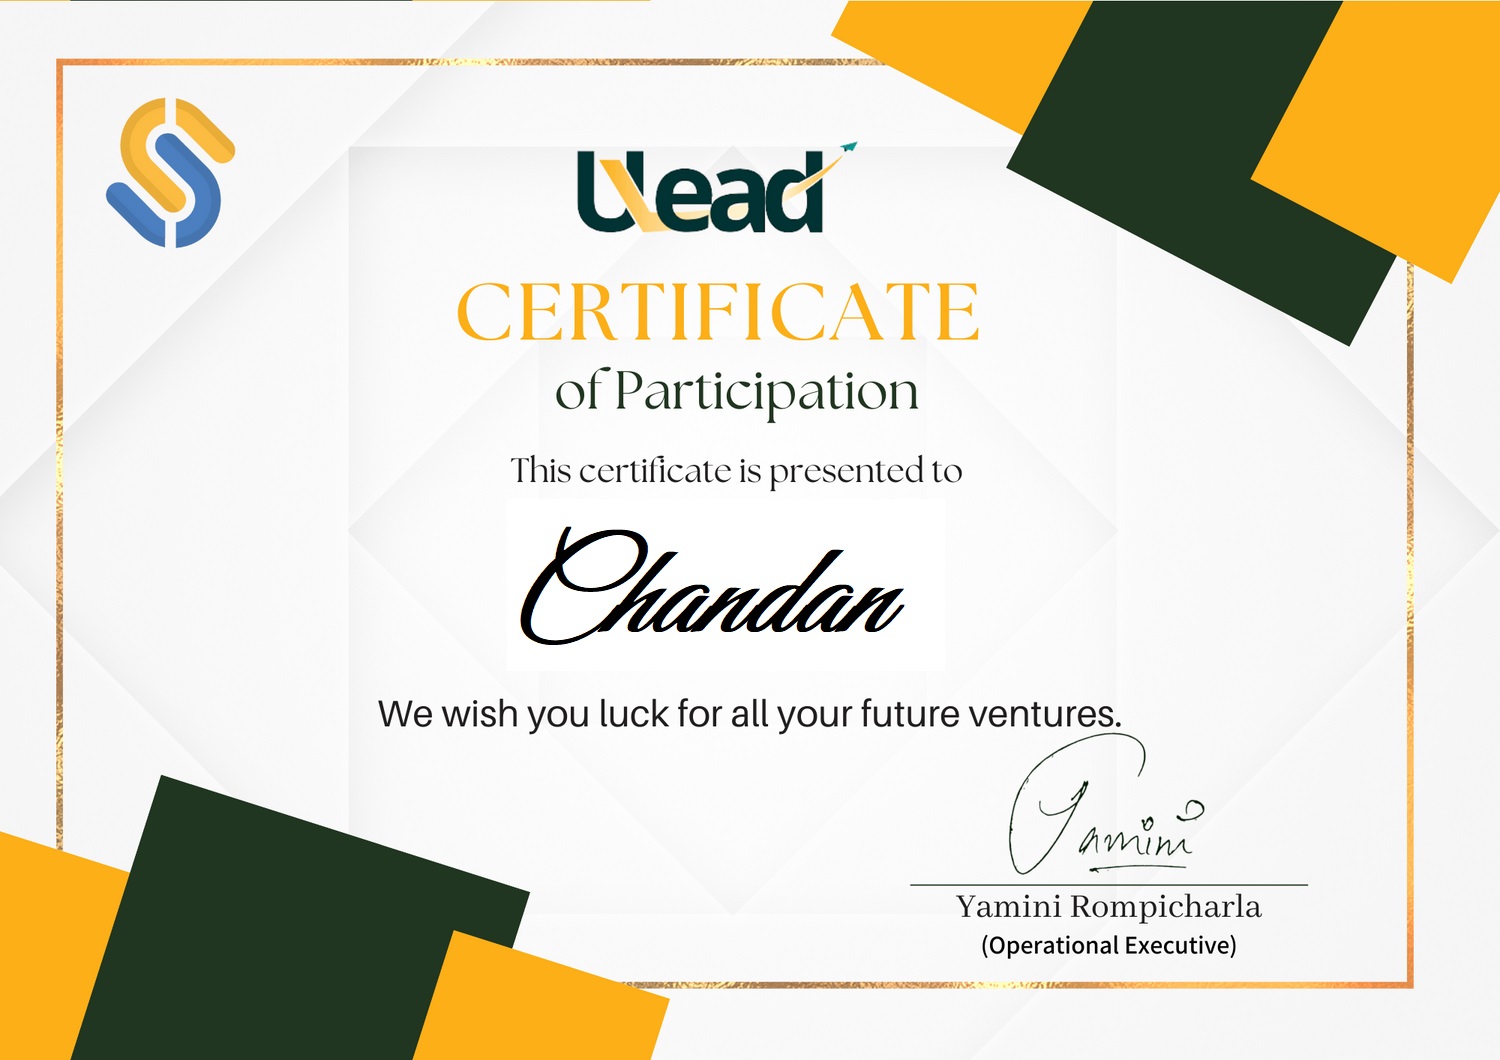 Ulead
CERTIFICATE
of Participation
This certificate is presented to
Chandan
We wish you luck for all your future ventures.
Yamini
Yamini Rompicharla
(Operational Executive)